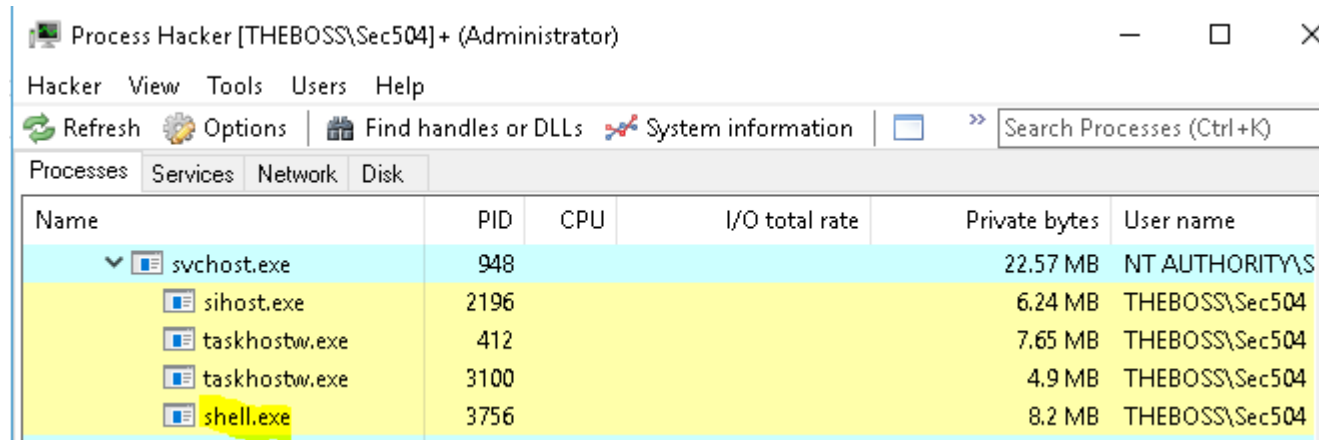 Process Hacker [THEBOSS\Sec504]+ (Administrator)
Hacker View Tools Users Help
Refresh Options Find handles or DLLs System information » Search Processes (Ctrl+K)
Processes Services Network Disk
Name PID CPU I/O total rate Private bytes User name
svchost.exe 948 22.57 MB NT AUTHORITY\S
sihost.exe 2196 6.24 MB THEBOSS\Sec504
taskhostw.exe 412 7.65 MB THEBOSS\Sec504
taskhostw.exe 3100 4.9 MB THEBOSS\Sec504
shell.exe 3756 8.2 MB THEBOSS\Sec504